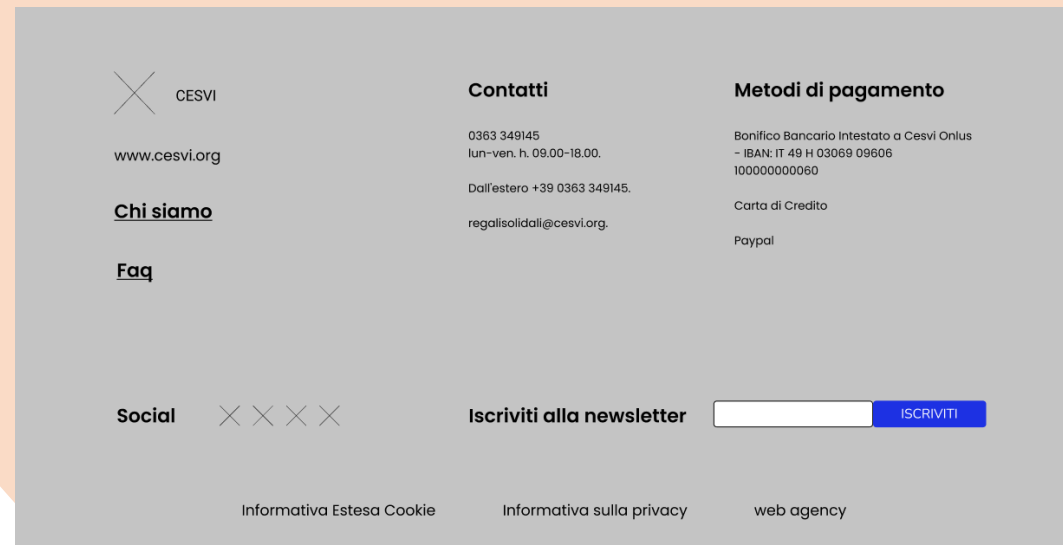 CESVI
www.cesvi.org
Chi siamo
Faq
Contatti
0363 349145
lun-ven. h. 09.00-18.00.
Dall'estero +39 0363 349145.
regalisolidali@cesvi.org.
Metodi di pagamento
Bonifico Bancario Intestato a Cesvi Onlus
- IBAN: IT 49 H 03069 09606
100000000060
Carta di Credito
Paypal
Social
Iscriviti alla newsletter
ISCRIVITI
Informativa Estesa Cookie
Informativa sulla privacy
web agency